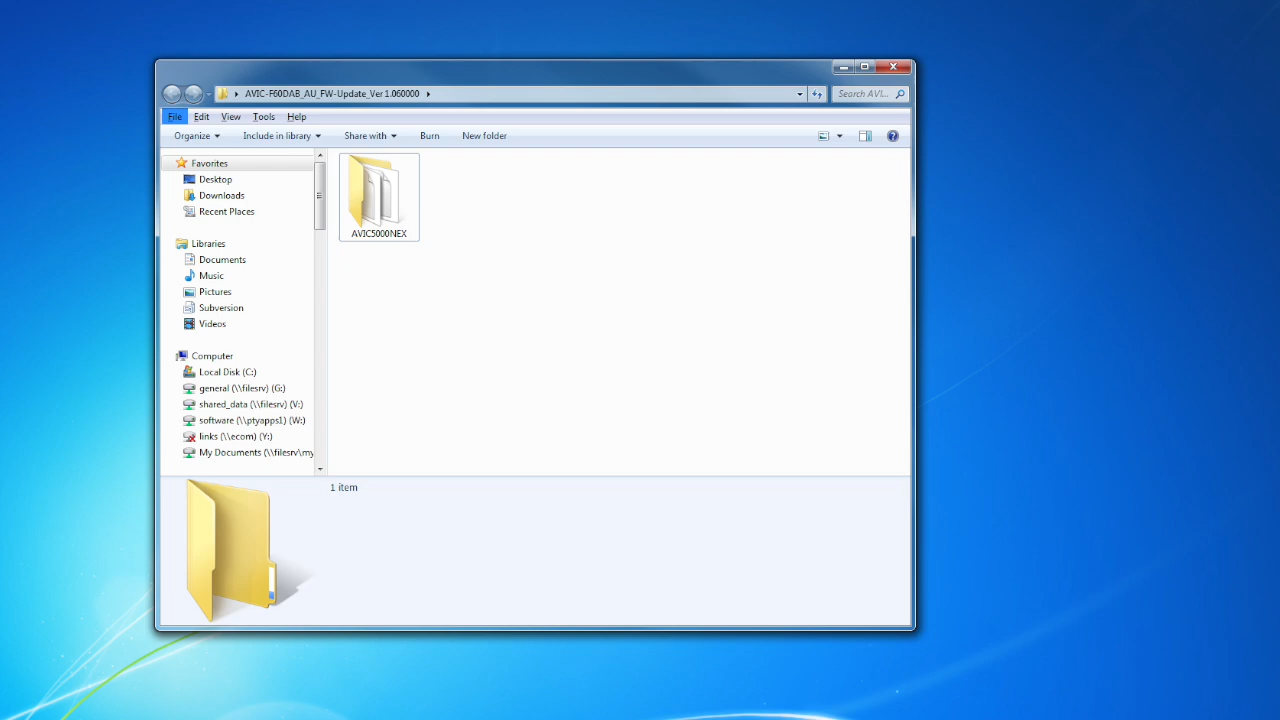 AVIC-F60DAB_AU_FW-Update_Ver 1.060000
Search AVI...
File Edit View Tools Help
Organize Include in library Share with Burn New folder
Favorites
Desktop
Downloads
Recent Places
Libraries
Documents
Music
Pictures
Subversion
Videos
Computer
Local Disk (C:)
general (\\filesrv) (G:)
shared_data (\\filesrv) (V:)
software (\\ptyapps1) (W:)
links (\\ecom) (Y:)
My Documents (\\filesrv\my
AVIC5000NEX
1 item